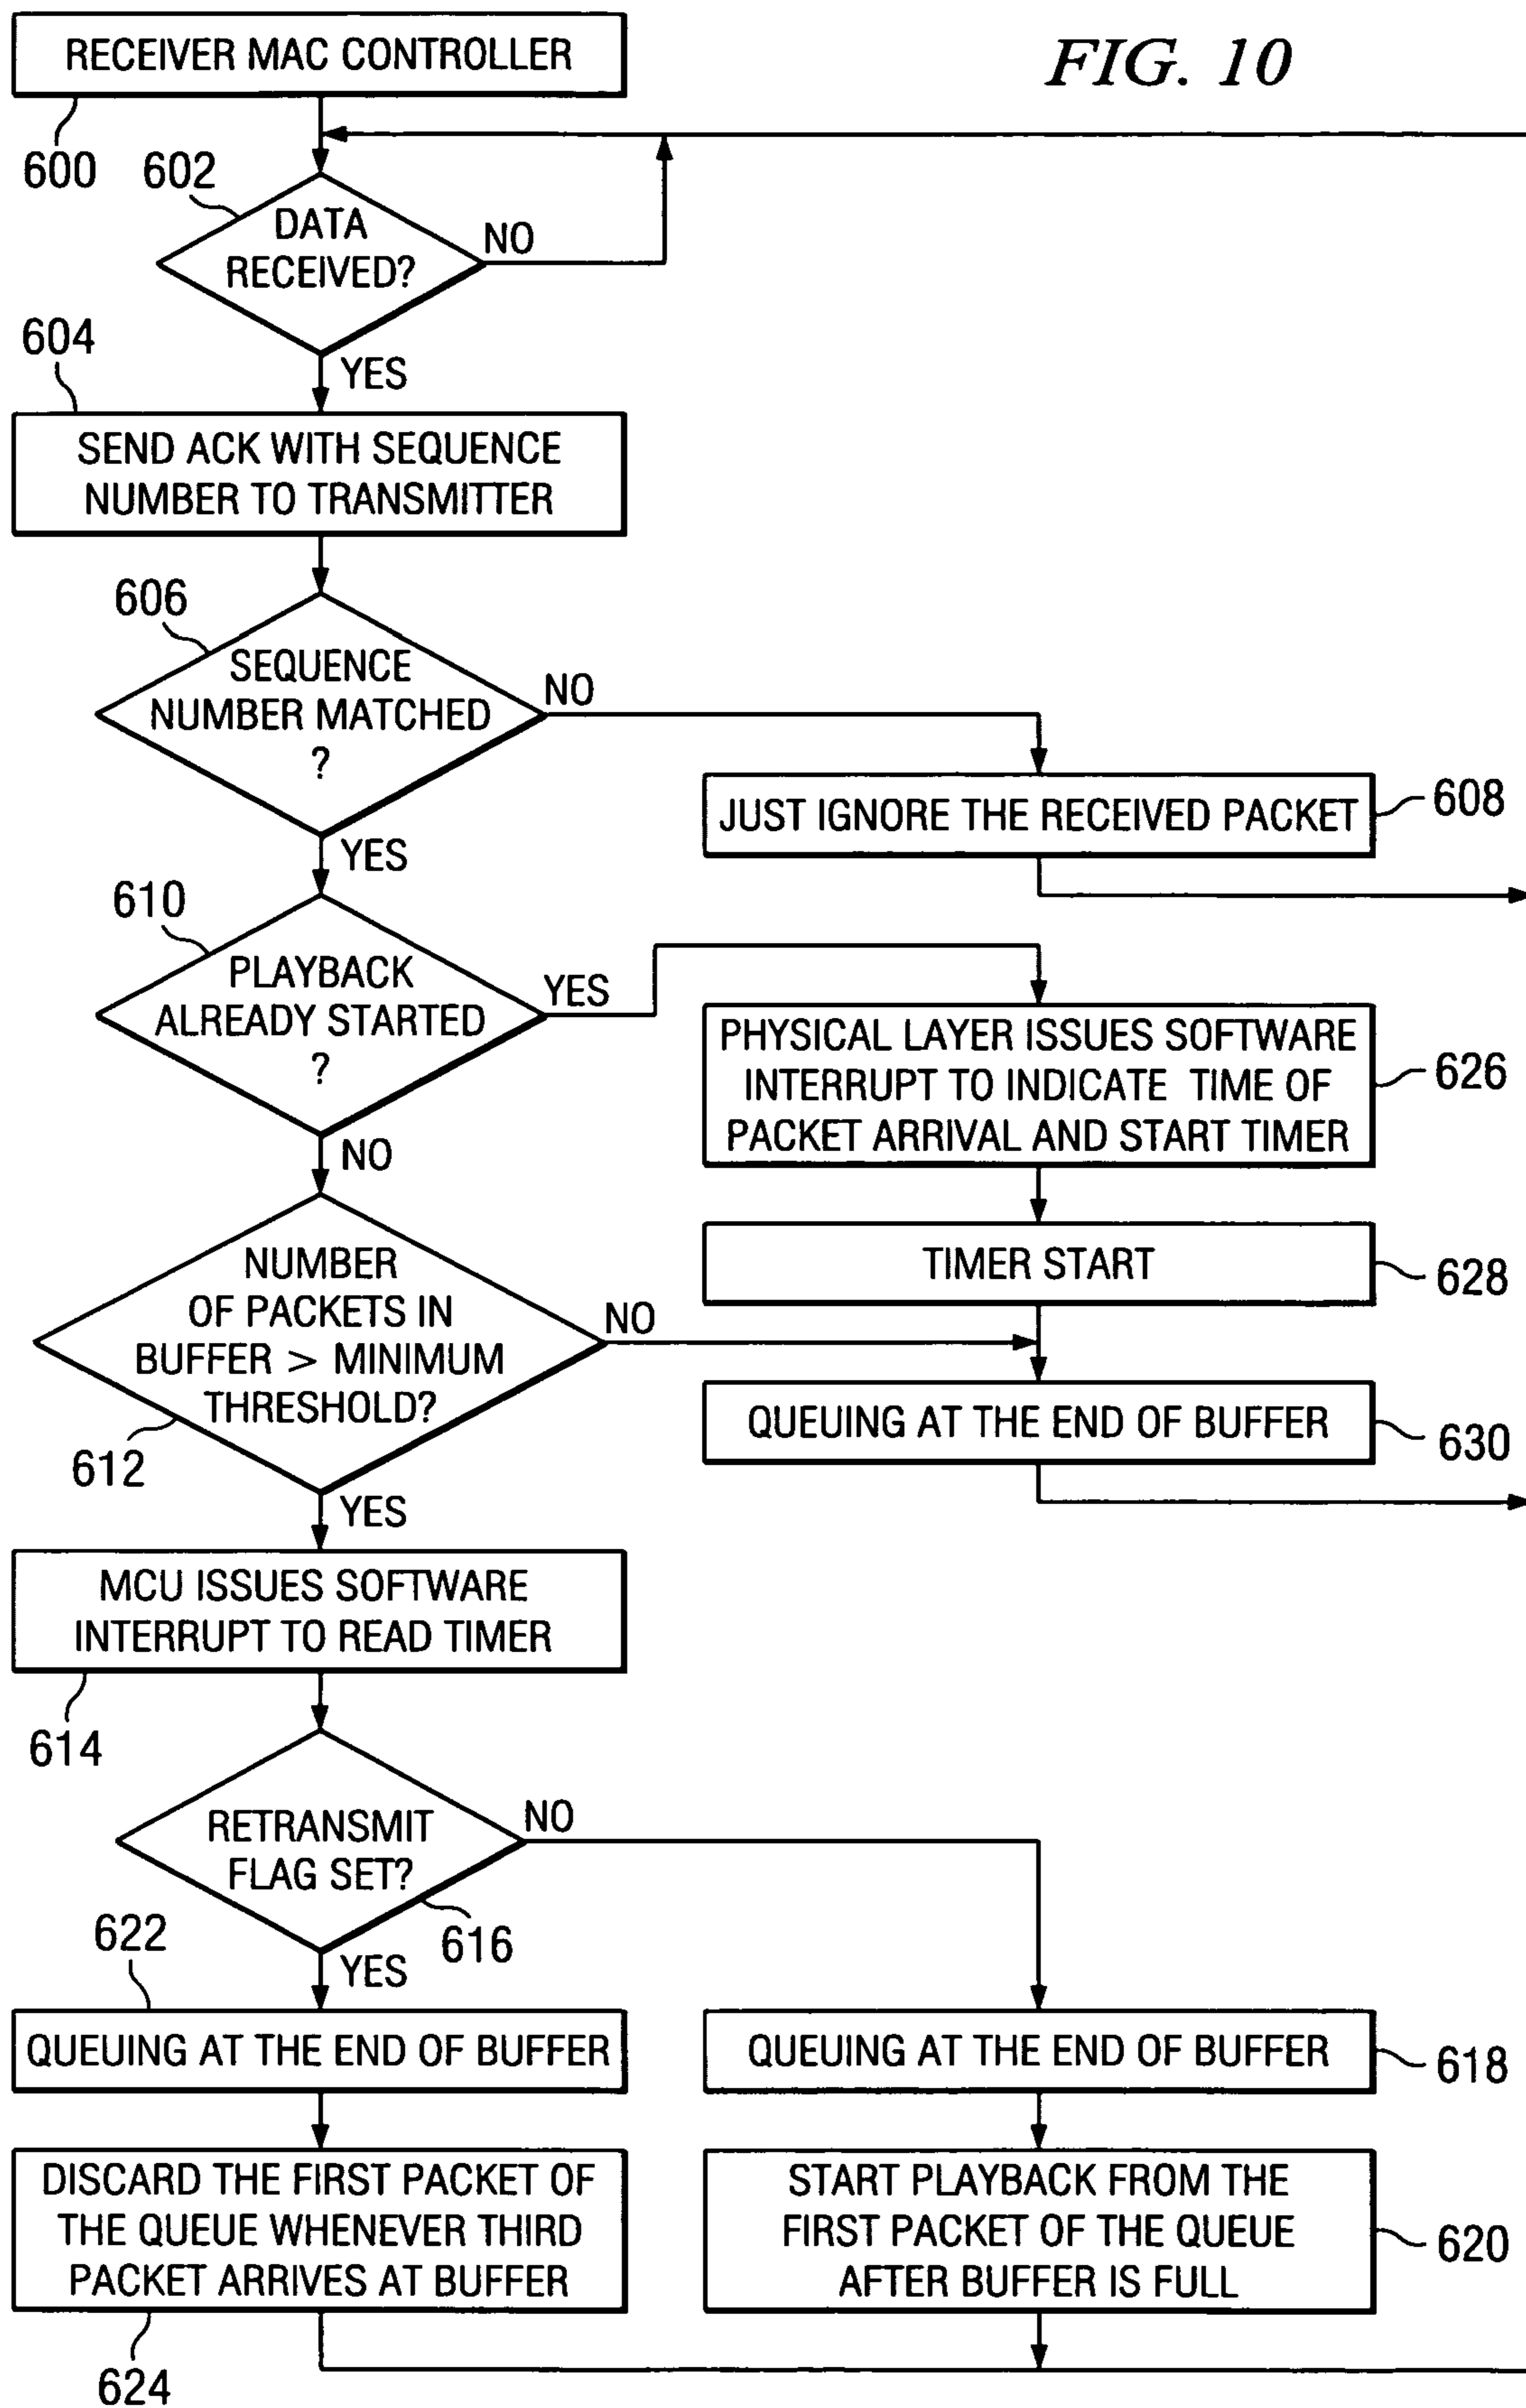 RECEIVER MAC CONTROLLER
FIG. 10
600
602
DATA
RECEIVED?
NO
604
YES
SEND ACK WITH SEQUENCE
NUMBER TO TRANSMITTER
606
SEQUENCE
NUMBER MATCHED
?
NO
JUST IGNORE THE RECEIVED PACKET
608
YES
610
PLAYBACK
ALREADY STARTED
?
YES
PHYSICAL LAYER ISSUES SOFTWARE
INTERRUPT TO INDICATE TIME OF
PACKET ARRIVAL AND START TIMER
626
NO
TIMER START
628
NUMBER
OF PACKETS IN
BUFFER > MINIMUM
THRESHOLD?
NO
612
QUEUING AT THE END OF BUFFER
630
YES
MCU ISSUES SOFTWARE
INTERRUPT TO READ TIMER
614
RETRANSMIT
FLAG SET?
NO
616
622
YES
QUEUING AT THE END OF BUFFER
QUEUING AT THE END OF BUFFER
618
DISCARD THE FIRST PACKET OF
THE QUEUE WHENEVER THIRD
PACKET ARRIVES AT BUFFER
624
START PLAYBACK FROM THE
FIRST PACKET OF THE QUEUE
AFTER BUFFER IS FULL
620